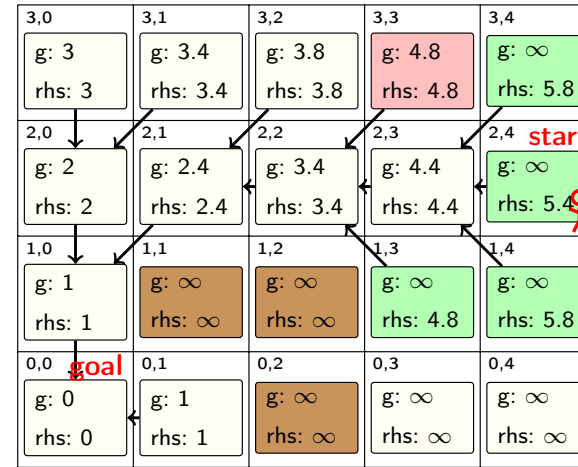 3,0 3,1 3,2 3,3 3,4
g: 3 g: 3.4 g: 3.8 g: 4.8 g: ∞
rhs: 3 rhs: 3.4 rhs: 3.8 rhs: 4.8 rhs: 5.8
2,0 2,1 2,2 2,3 2,4 star
g: 2 g: 2.4 g: 3.4 g: 4.4 g: ∞
rhs: 2 rhs: 2.4 rhs: 3.4 rhs: 4.4 rhs: 5.4
1,0 1,1 1,2 1,3 1,4
g: 1 g: ∞ g: ∞ g: ∞ g: ∞
rhs: 1 rhs: ∞ rhs: ∞ rhs: 4.8 rhs: 5.8
0,0 goal 0,1 0,2 0,3 0,4
g: 0 g: 1 g: ∞ g: ∞ g: ∞
rhs: 0 rhs: 1 rhs: ∞ rhs: ∞ rhs: ∞